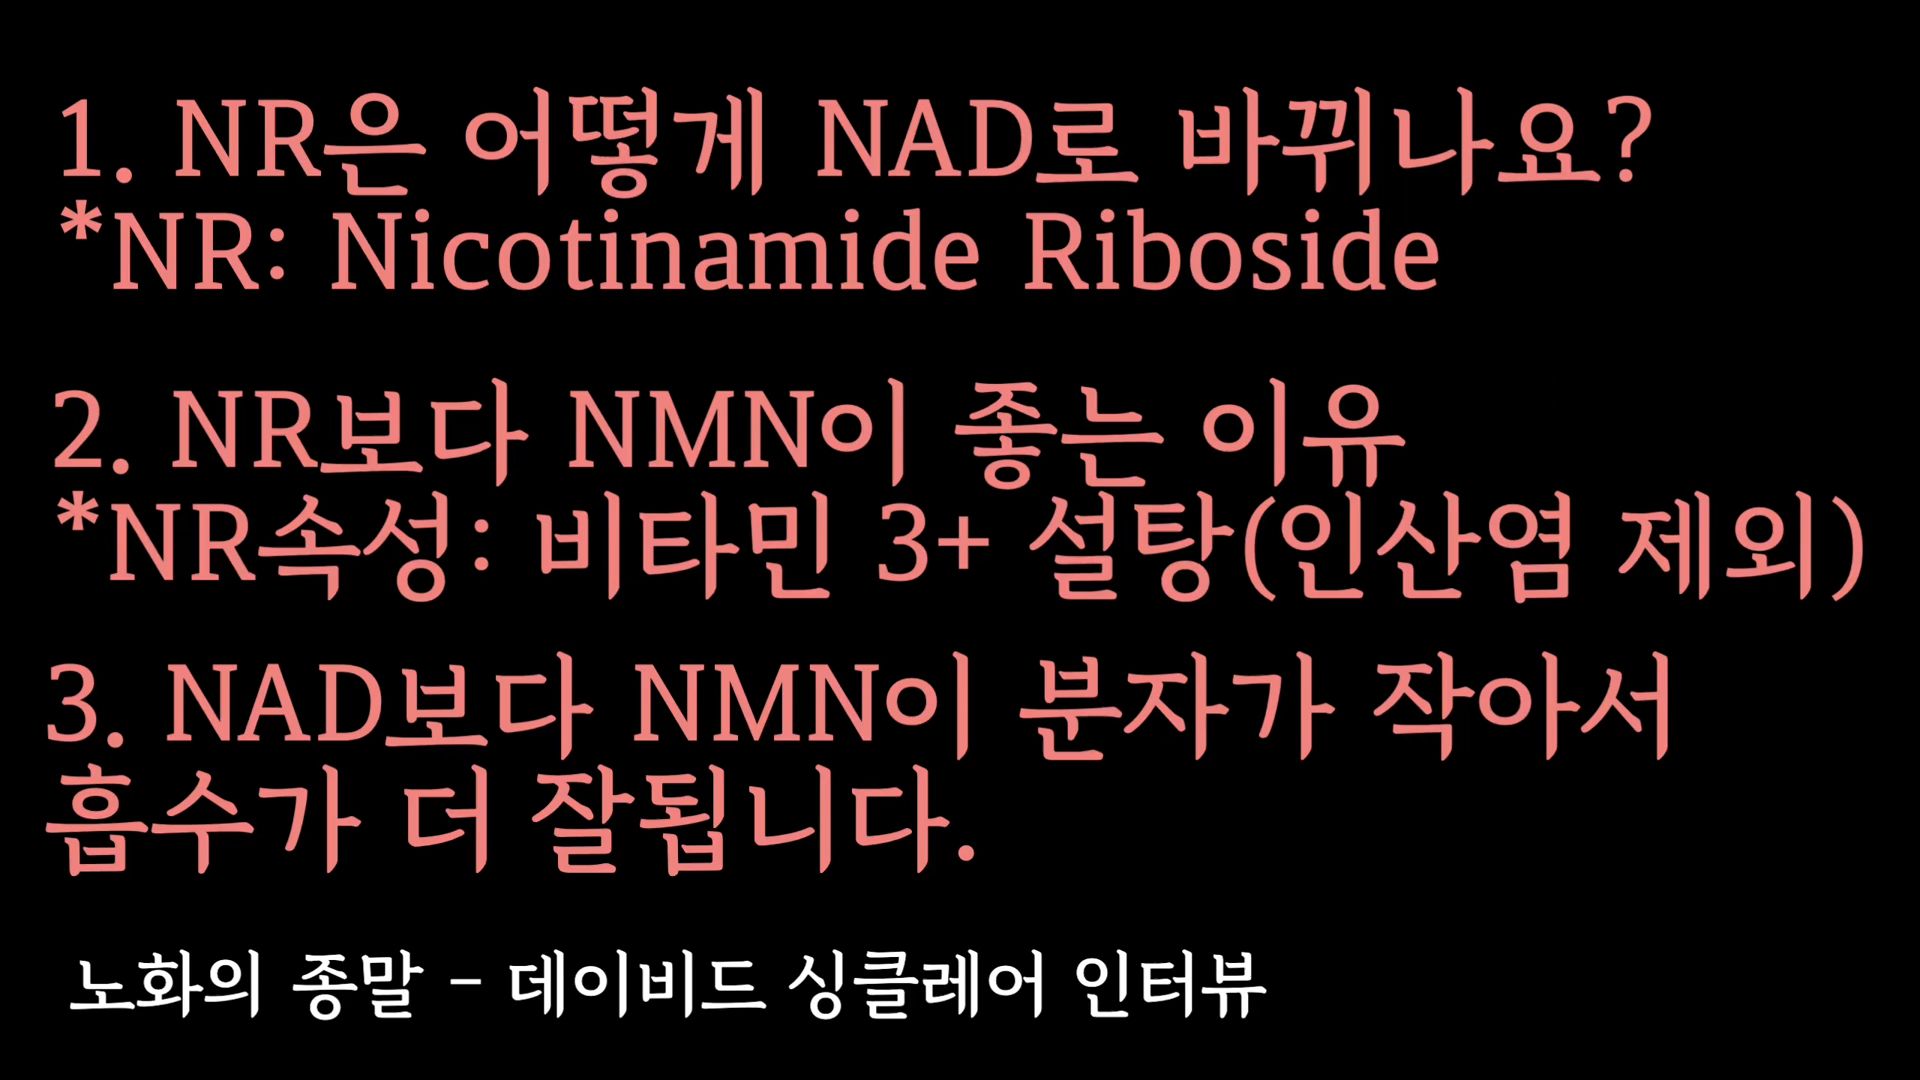 1. NR은 어떻게 NAD로 바뀌나요?
*NR: Nicotinamide Riboside
2. NR보다 NMN이 좋는 이유
*NR속성: 비타민 3+ 설탕(인산염 제외)
3. NAD보다 NMN이 분자가 작아서
흡수가 더 잘됩니다.
노화의 종말 - 데이비드 싱클레어 인터뷰